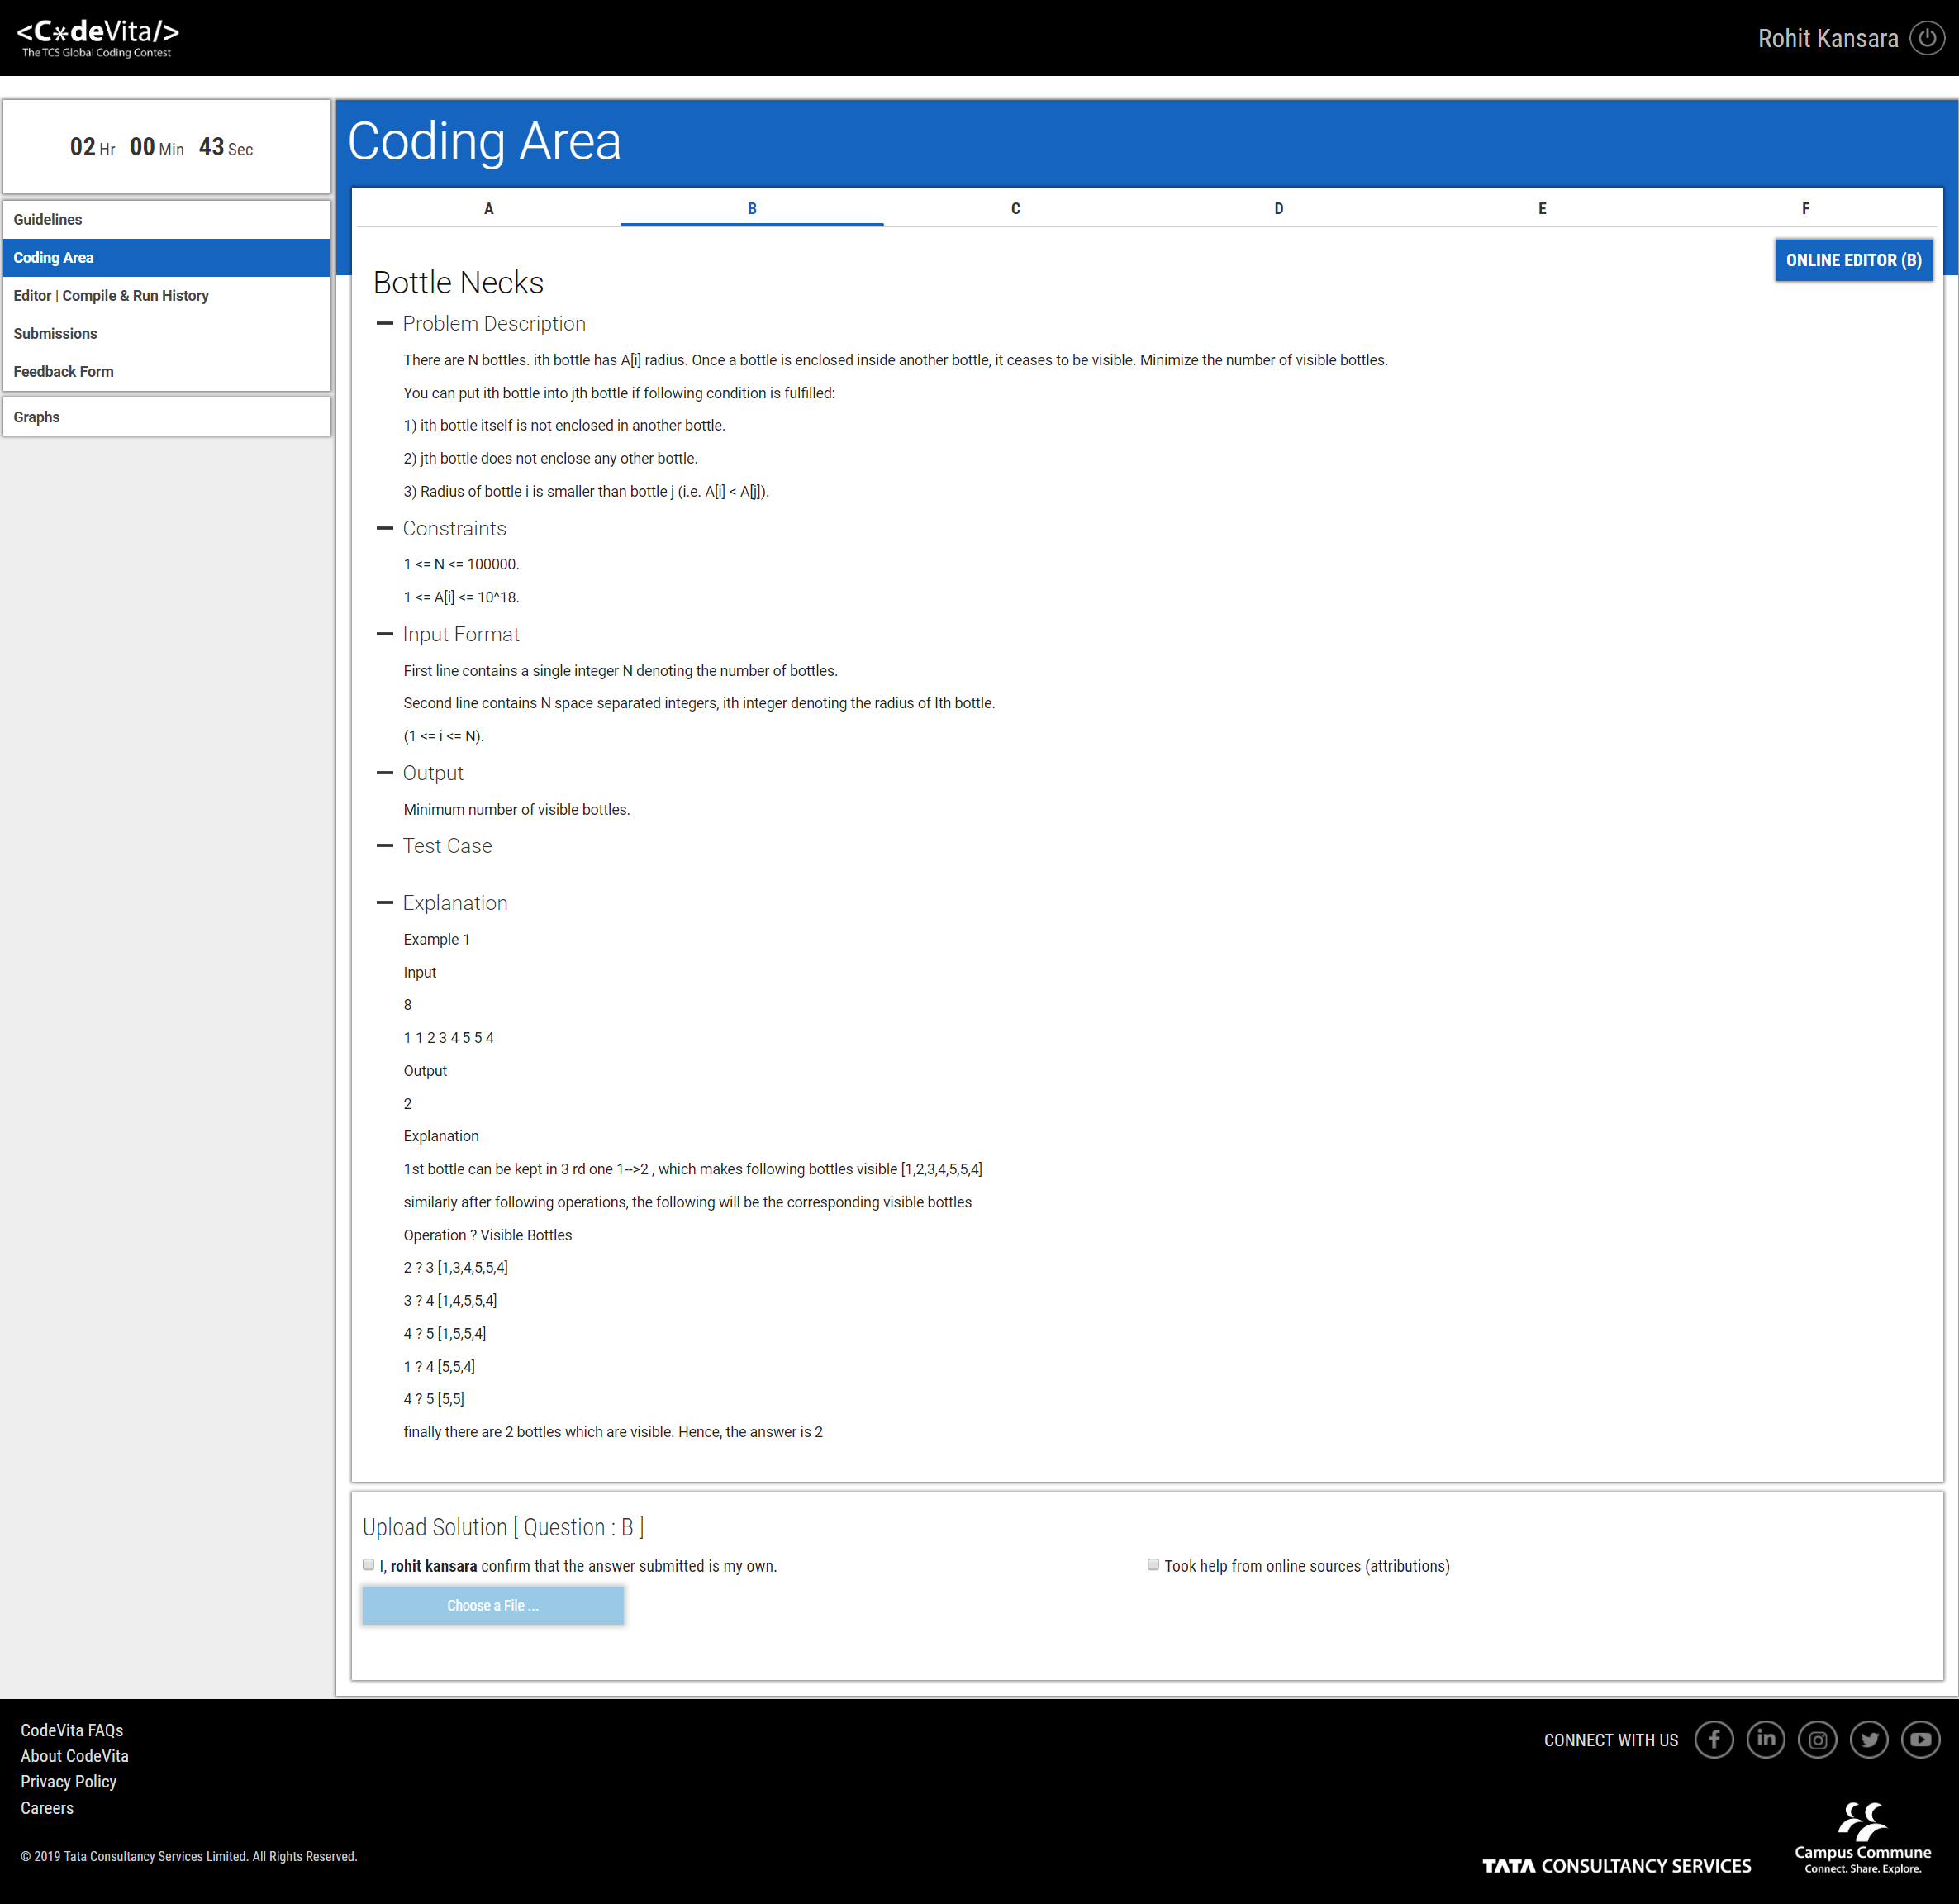 <C*deVita/>
The TCS Global Coding Contest
Rohit Kansara
02 Hr 00 Min 43 Sec
Guidelines
Coding Area
Editor | Compile & Run History
Submissions
Feedback Form
Graphs
Coding Area
A B C D E F
ONLINE EDITOR (B)
Bottle Necks
Problem Description
There are N bottles. ith bottle has A[i] radius. Once a bottle is enclosed inside another bottle, it ceases to be visible. Minimize the number of visible bottles.
You can put ith bottle into jth bottle if following condition is fulfilled:
1) ith bottle itself is not enclosed in another bottle.
2) jth bottle does not enclose any other bottle.
3) Radius of bottle i is smaller than bottle j (i.e. A[i] < A[j]).
Constraints
1 <= N <= 100000.
1 <= A[i] <= 10^18.
Input Format
First line contains a single integer N denoting the number of bottles.
Second line contains N space separated integers, ith integer denoting the radius of Ith bottle.
(1 <= i <= N).
Output
Minimum number of visible bottles.
Test Case
Explanation
Example 1
Input
8
1 1 2 3 4 5 5 4
Output
2
Explanation
1st bottle can be kept in 3 rd one 1-->2 , which makes following bottles visible [1,2,3,4,5,5,4]
similarly after following operations, the following will be the corresponding visible bottles
Operation ? Visible Bottles
2 ? 3 [1,3,4,5,5,4]
3 ? 4 [1,4,5,5,4]
4 ? 5 [1,5,5,4]
1 ? 4 [5,5,4]
4 ? 5 [5,5]
finally there are 2 bottles which are visible. Hence, the answer is 2
Upload Solution [ Question : B ]
I, rohit kansara confirm that the answer submitted is my own.
Took help from online sources (attributions)
Choose a File ...
CodeVita FAQs
About CodeVita
Privacy Policy
Careers
© 2019 Tata Consultancy Services Limited. All Rights Reserved.
CONNECT WITH US
TATA CONSULTANCY SERVICES
Campus Commune
Connect. Share. Explore.